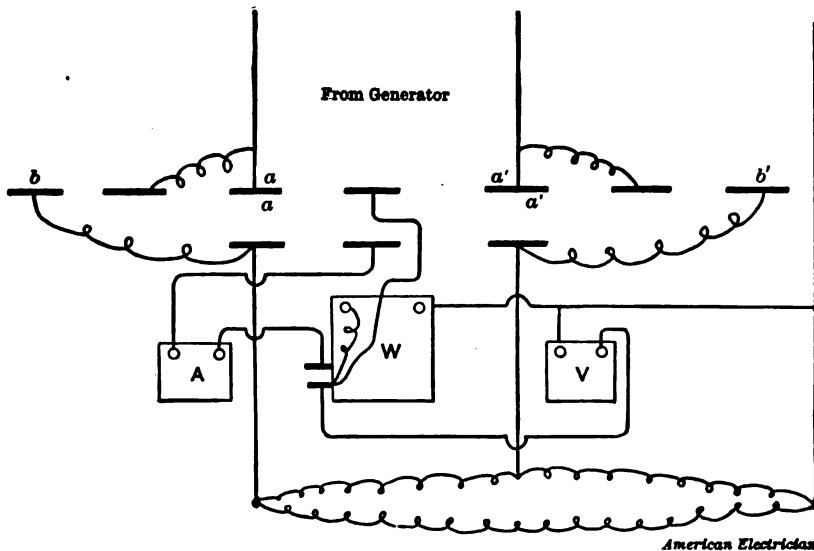 From Generator
b
a
a' 
b'
a
a'
W
A
V
American Electrician